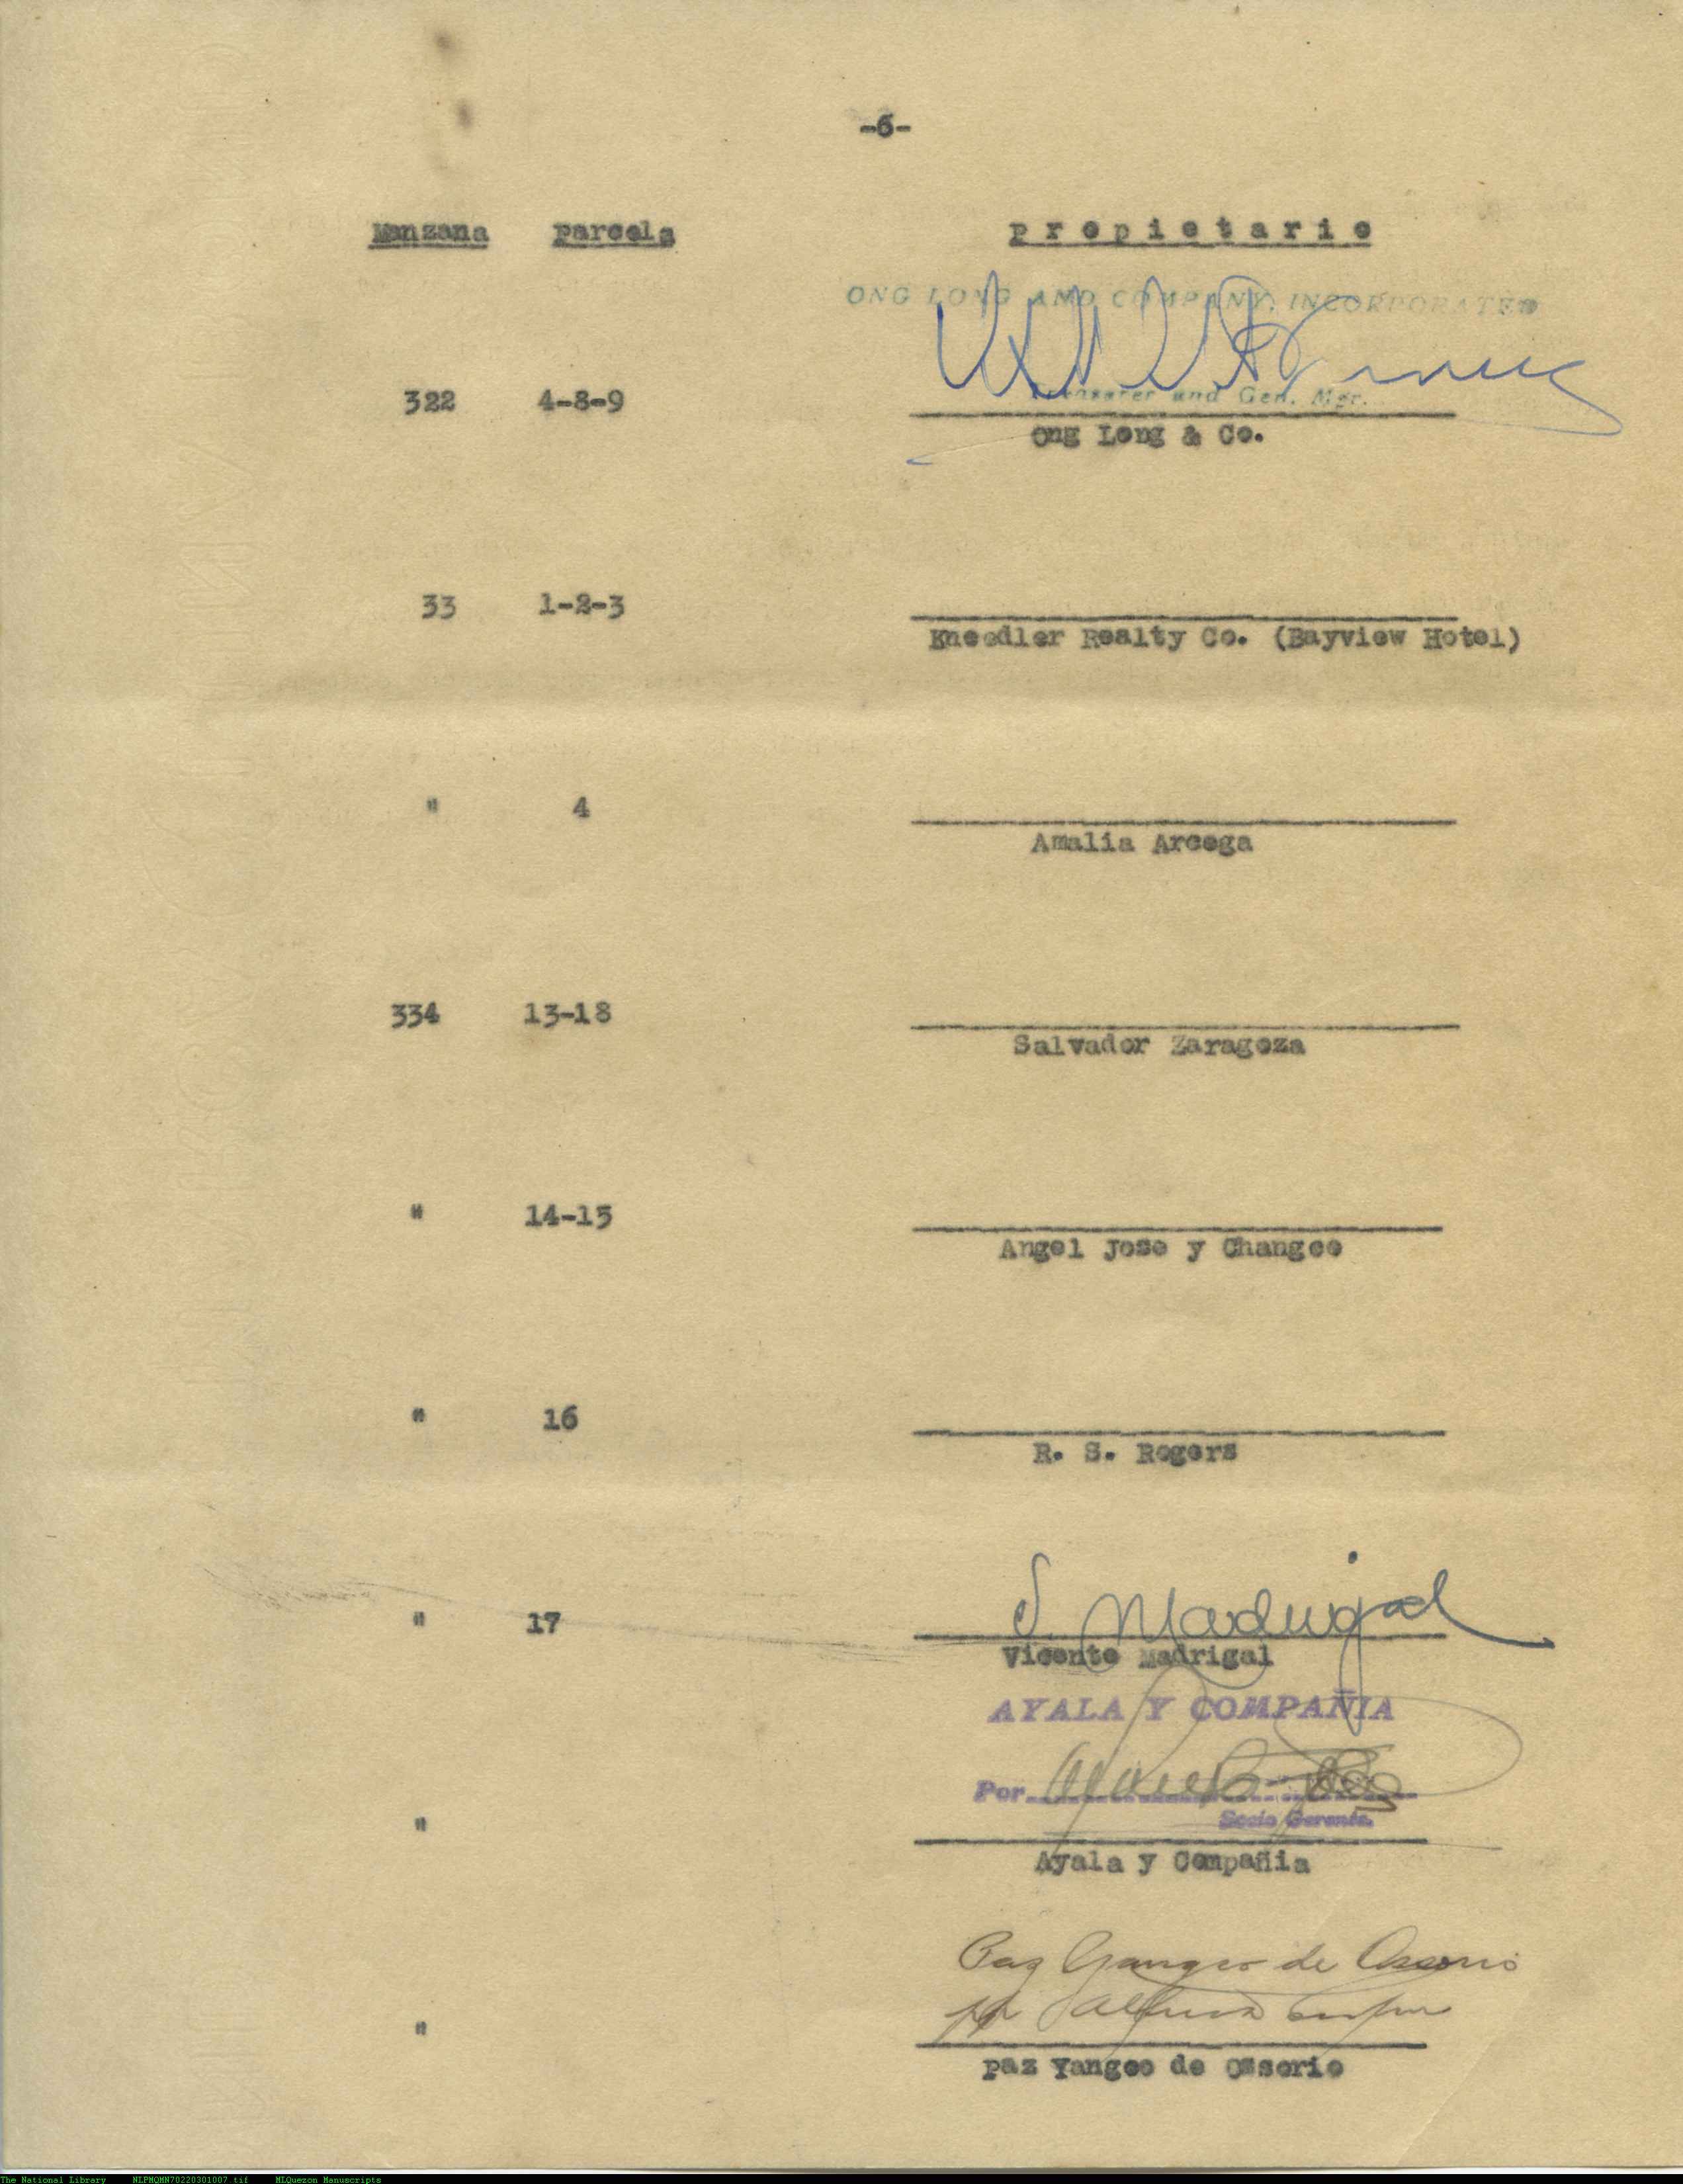 -6-
Manzana parcela propietario
ONG LONG AND COMPANY, INCORPORATED
Treasurer and Gen. Mgr.
322 4-8-9
Ong Long & Co.
33 1-2-3
Kneedler Realty Co. (Bayview Hotel)
" 4
Amalia Arcega
334 13-18
Salvador Zaragoza
" 14-15
Angel Jose y Changco
" 16
R. S. Rogers
V. Madrigal
" 17
Vicente Madrigal
AYALA Y COMPAÑIA
Por
Socio Gerente.
"
Ayala y Compañia
Paz Yangco de Ossorio
"
paz Yangco de Ossorio
The National Library NLPMQMN70220301007.tif MLQuezon Manuscripts